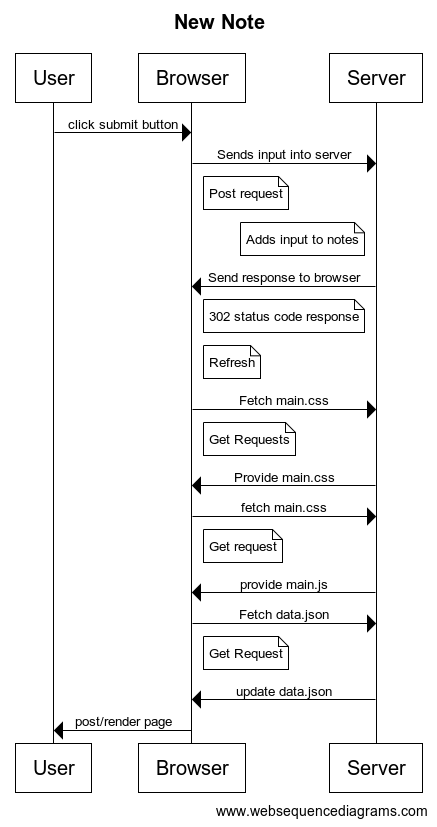 New Note
User Browser Server
click submit button
Sends input into server
Post request
Adds input to notes
Send response to browser
302 status code response
Refresh
Fetch main.css
Get Requests
Provide main.css
fetch main.css
Get request
provide main.js
Fetch data.json
Get Request
update data.json
post/render page
User Browser Server
www.websequencediagrams.com